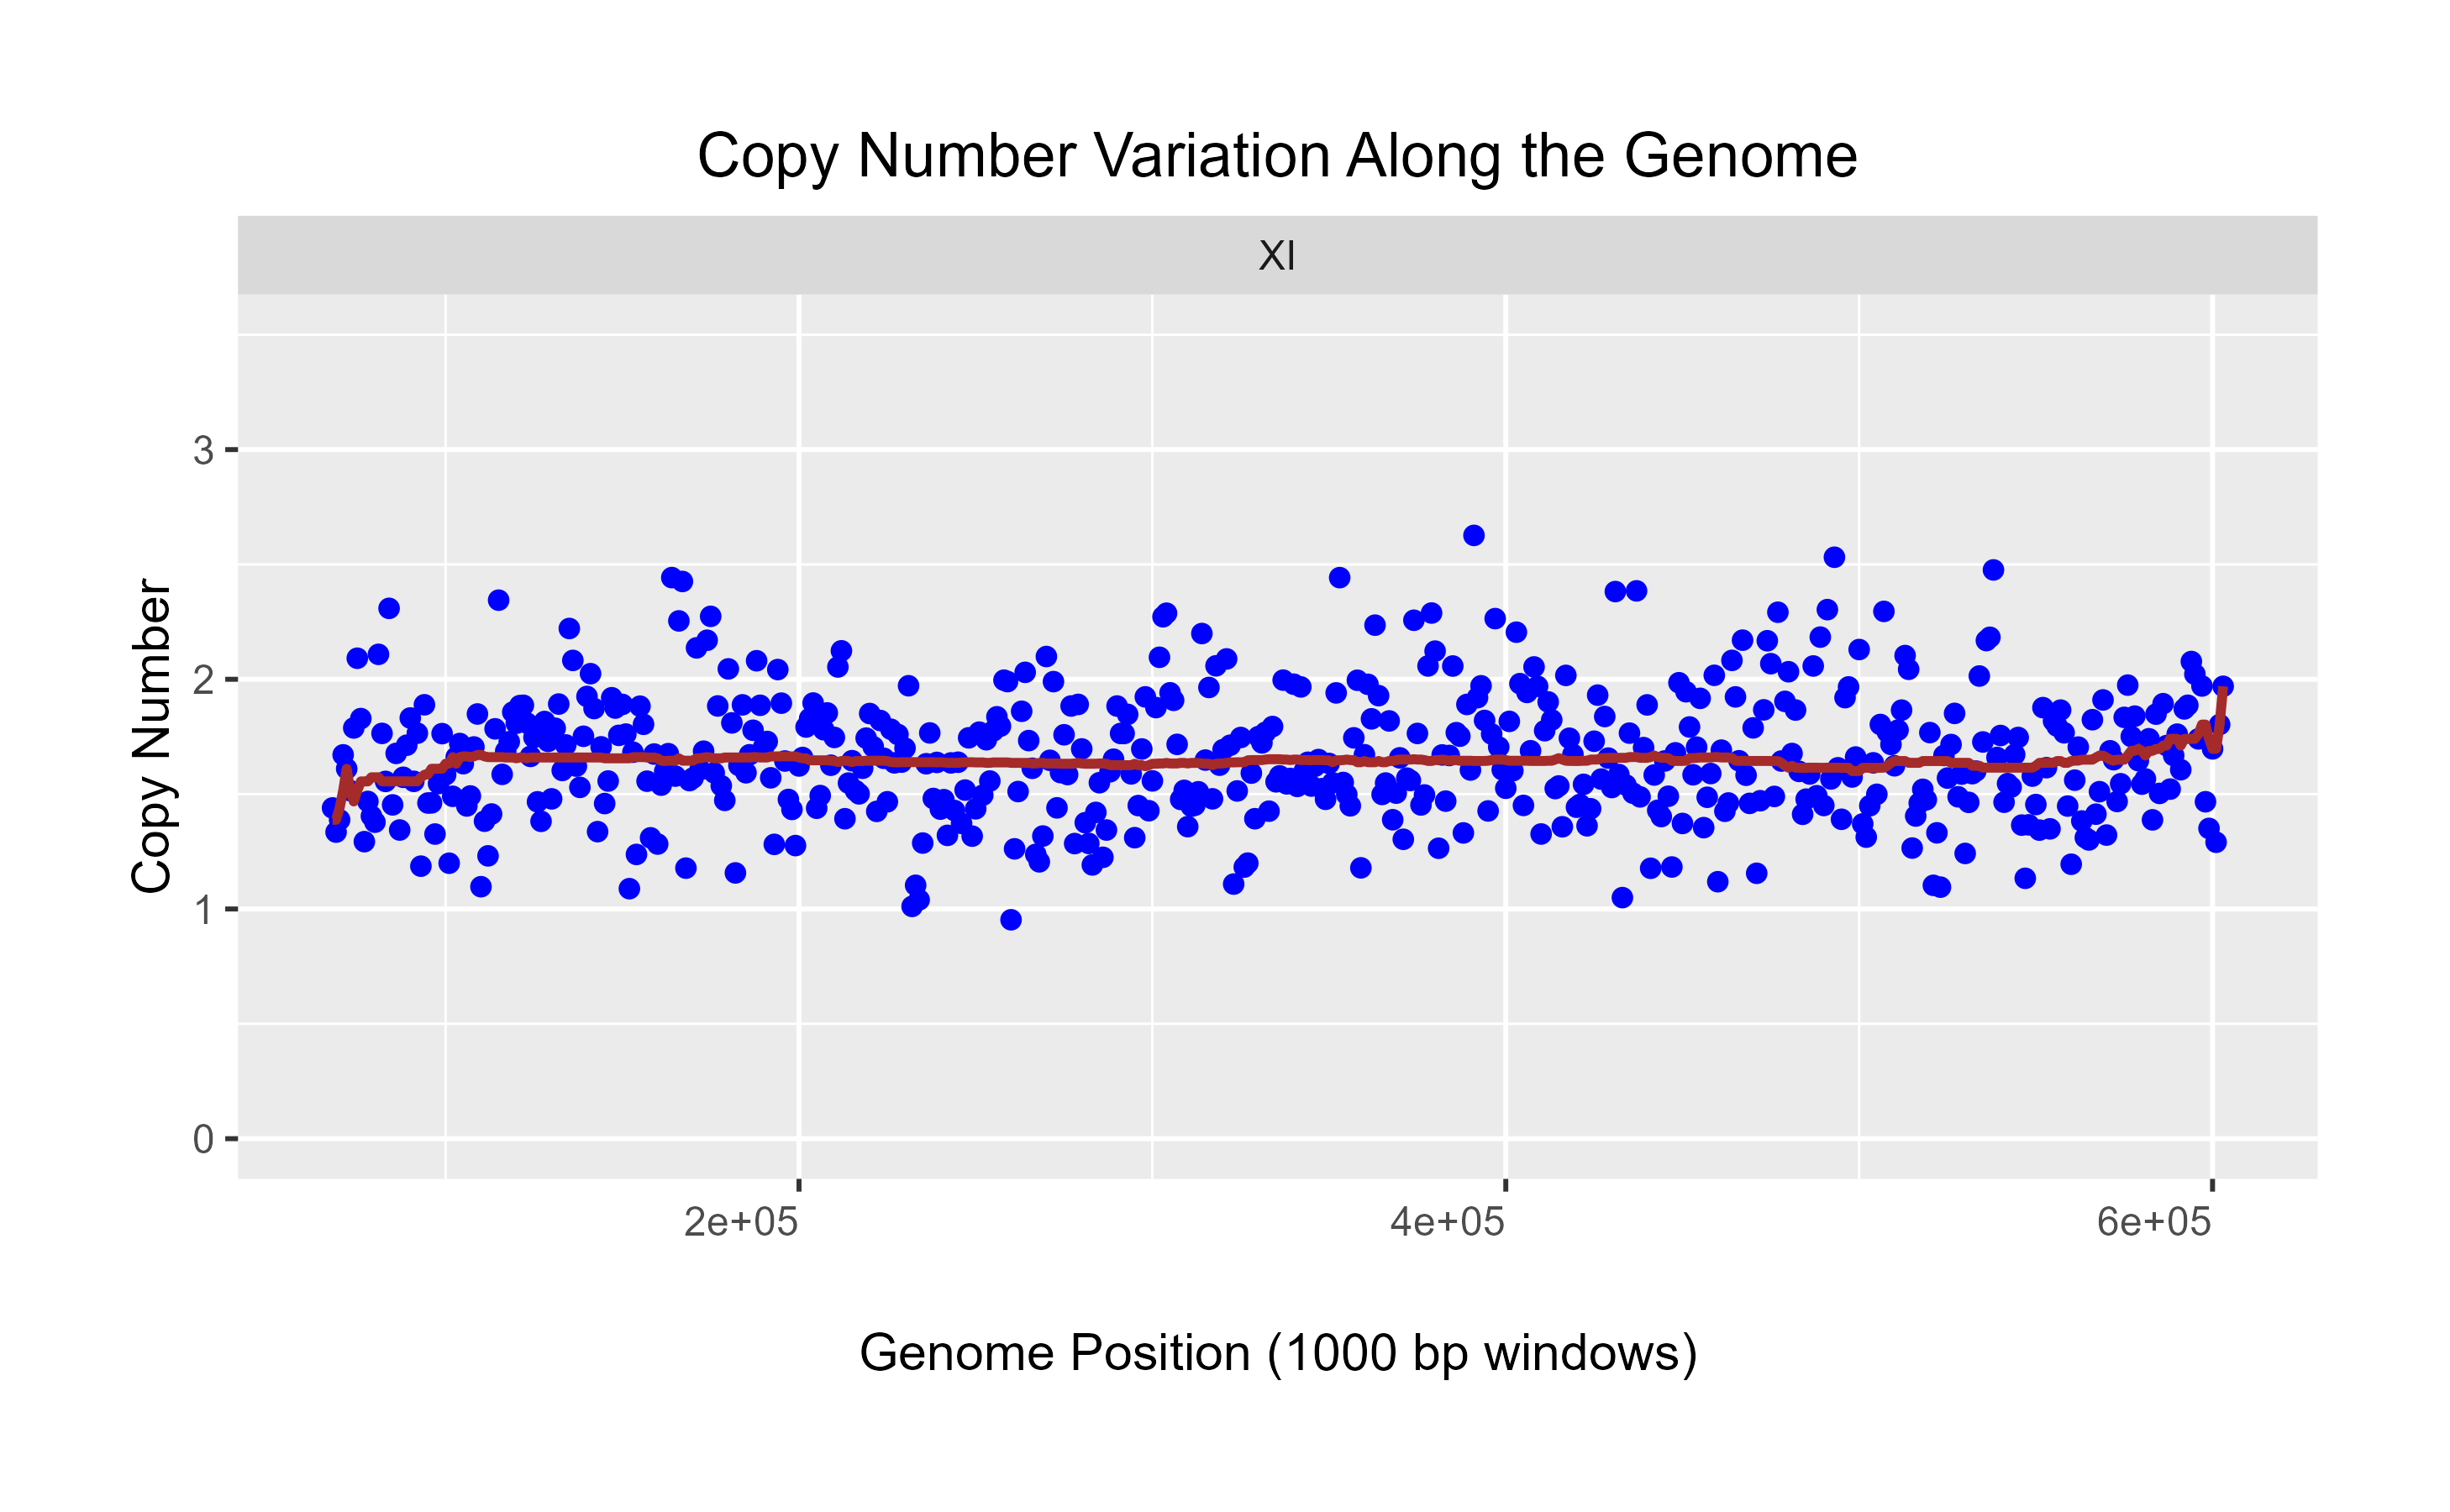 Copy Number Variation Along the Genome
XI
3
2
1
0
Copy Number
2e+05 4e+05 6e+05
Genome Position (1000 bp windows)